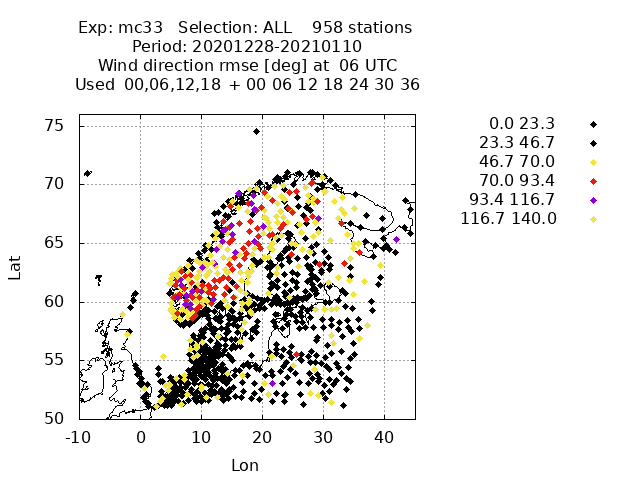 Exp: mc33 Selection: ALL 958 stations
Period: 20201228-20210110
Wind direction rmse [deg] at 06 UTC
Used 00,06,12,18 + 00 06 12 18 24 30 36
0.0 23.3
23.3 46.7
46.7 70.0
70.0 93.4
93.4 116.7
116.7 140.0
75
70
65
60
55
50
Lat
-10 0 10 20 30 40
Lon